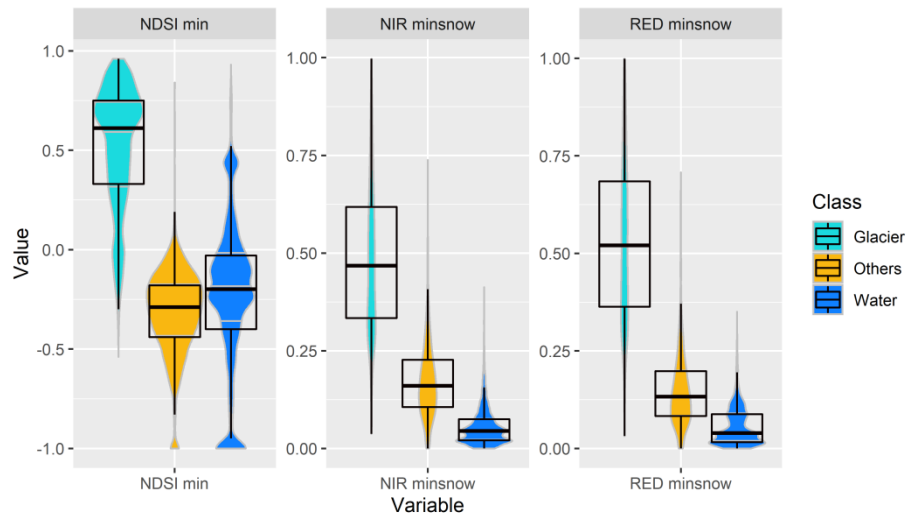 NDSI min
NIR minsnow
RED minsnow
1.0
0.5
0.0
-0.5
-1.0
1.00
0.75
0.50
0.25
0.00
1.00
0.75
0.50
0.25
0.00
Value
NDSI min
NIR minsnow
RED minsnow
Variable
Class
Glacier
Others
Water